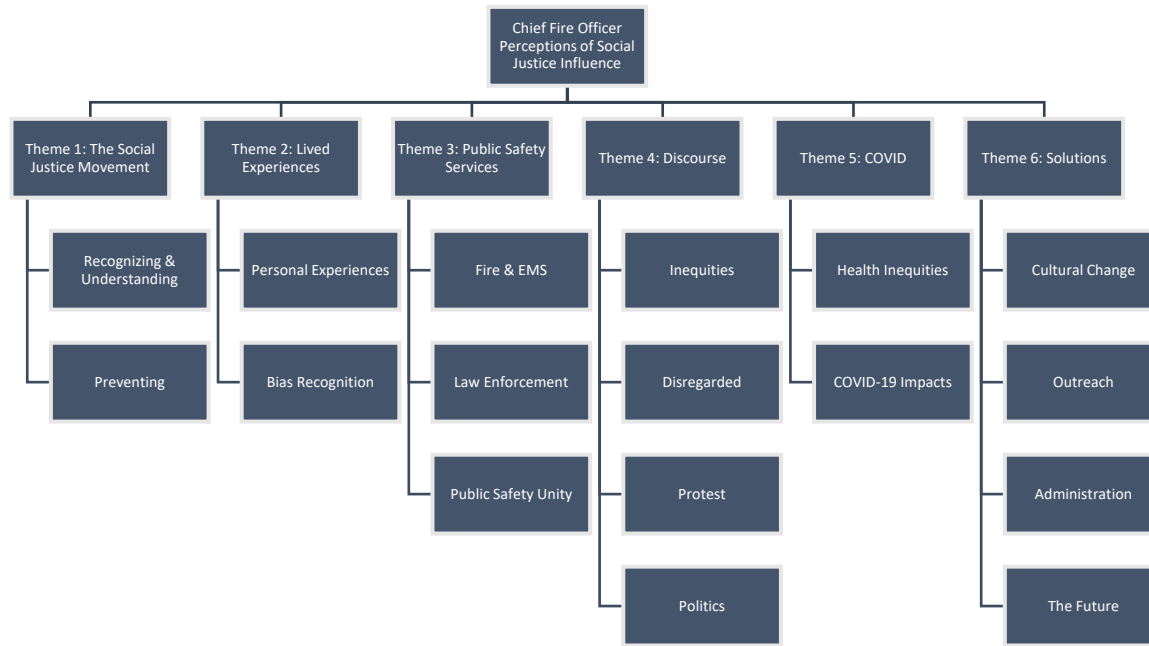 Chief Fire Officer
Perceptions of Social
Justice Influence
Theme 1: The Social
Justice Movement
Recognizing &
Understanding
Preventing
Theme 2: Lived
Experiences
Personal Experiences
Bias Recognition
Theme 3: Public Safety
Services
Fire & EMS
Law Enforcement
Public Safety Unity
Theme 4: Discourse
Inequities
Disregarded
Protest
Politics
Theme 5: COVID
Health Inequities
COVID-19 Impacts
Theme 6: Solutions
Cultural Change
Outreach
Administration
The Future